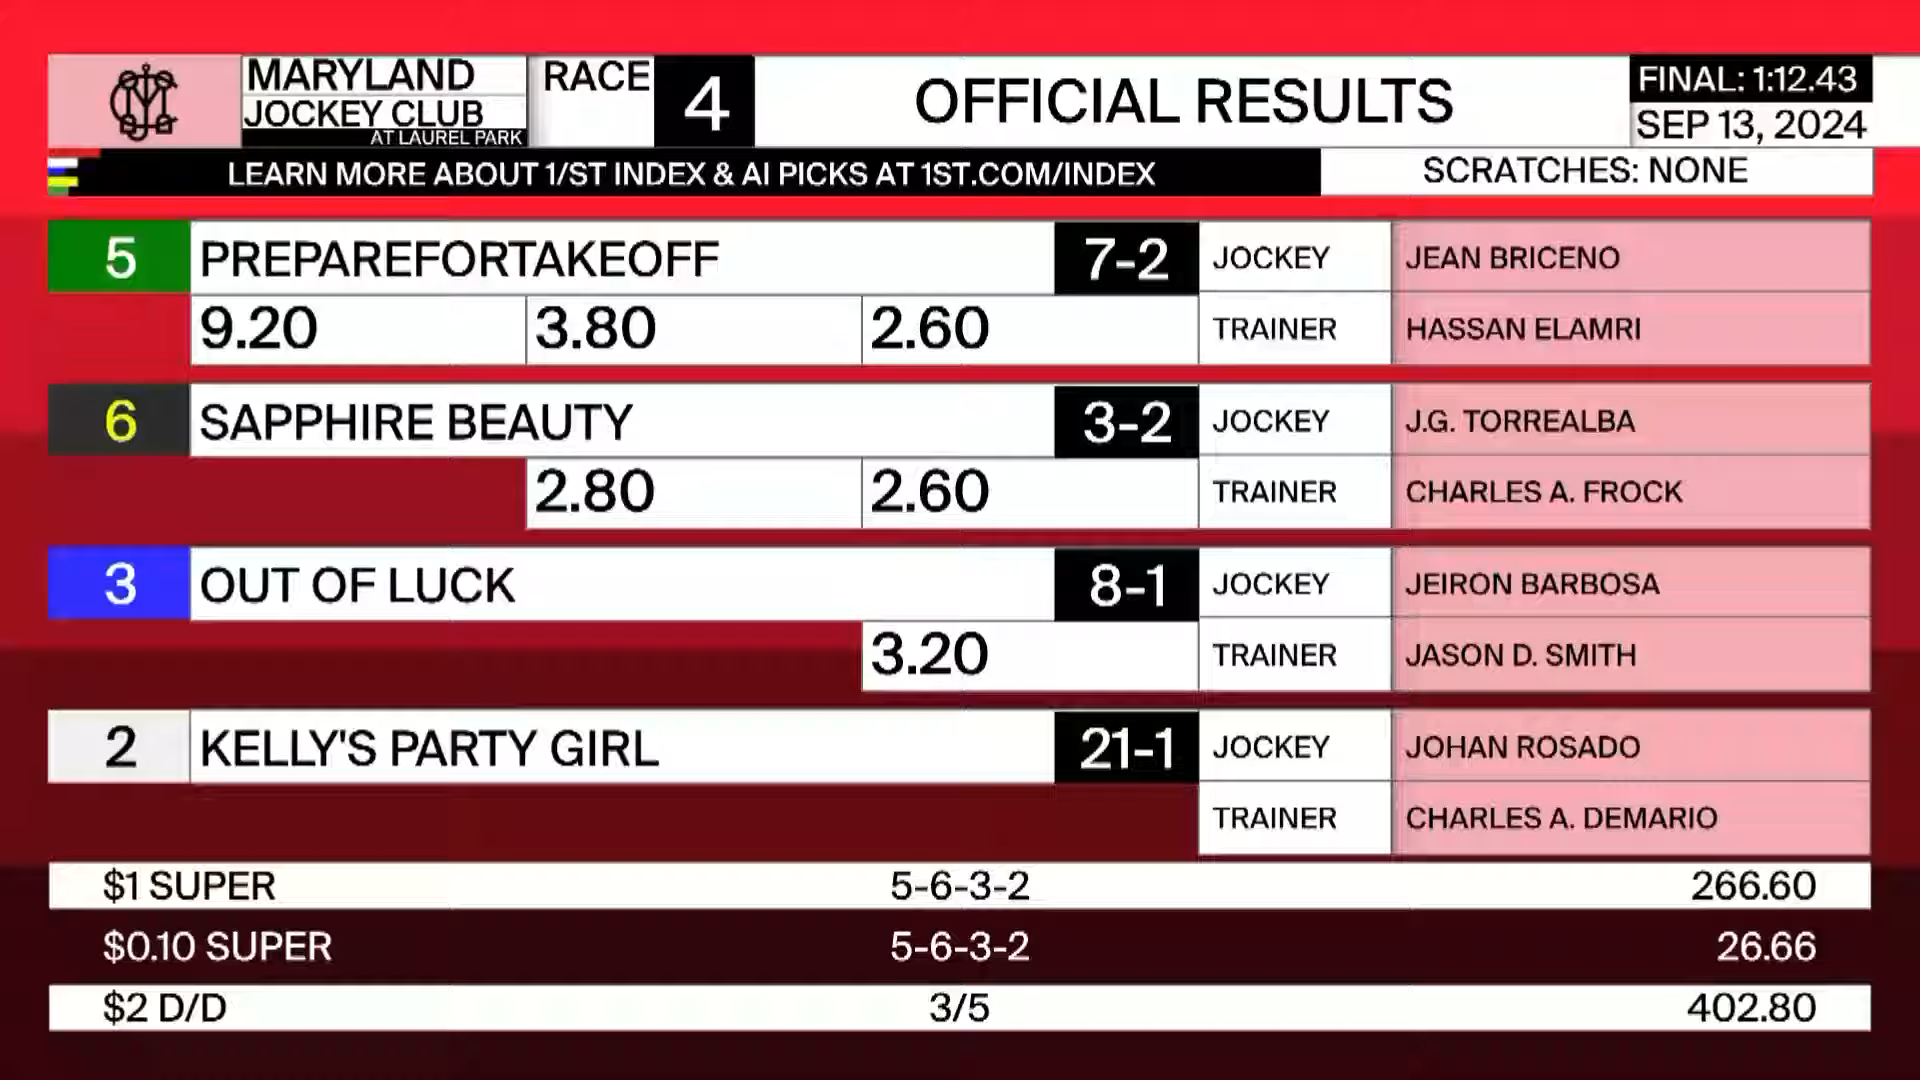 MARYLAND
JOCKEY CLUB
AT LAUREL PARK
RACE 4
OFFICIAL RESULTS
FINAL: 1:12.43
SEP 13, 2024
LEARN MORE ABOUT 1/ST INDEX & AI PICKS AT 1ST.COM/INDEX
SCRATCHES: NONE
5 PREPAREFORTAKEOFF 7-2 JOCKEY JEAN BRICENO
9.20 3.80 2.60 TRAINER HASSAN ELAMRI
6 SAPPHIRE BEAUTY 3-2 JOCKEY J.G. TORREALBA
2.80 2.60 TRAINER CHARLES A. FROCK
3 OUT OF LUCK 8-1 JOCKEY JEIRON BARBOSA
3.20 TRAINER JASON D. SMITH
2 KELLY'S PARTY GIRL 21-1 JOCKEY JOHAN ROSADO
TRAINER CHARLES A. DEMARIO
$1 SUPER 5-6-3-2 266.60
$0.10 SUPER 5-6-3-2 26.66
$2 D/D 3/5 402.80